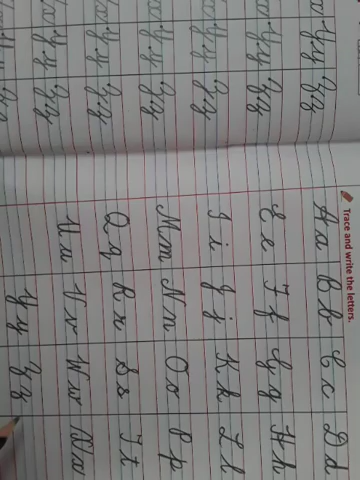 Trace and write the letters.
Aa Bb Cc Dd
Ee Ff Gg Hh
Ii Jj Kk Ll
Mm Nn Oo Pp
Qq Rr Ss Tt
Uu Vv Ww Xx
Yy Zz
Yy Zz
Yy Zz
Yy Zz
Yy Zz
Yy Zz
Yy Zz